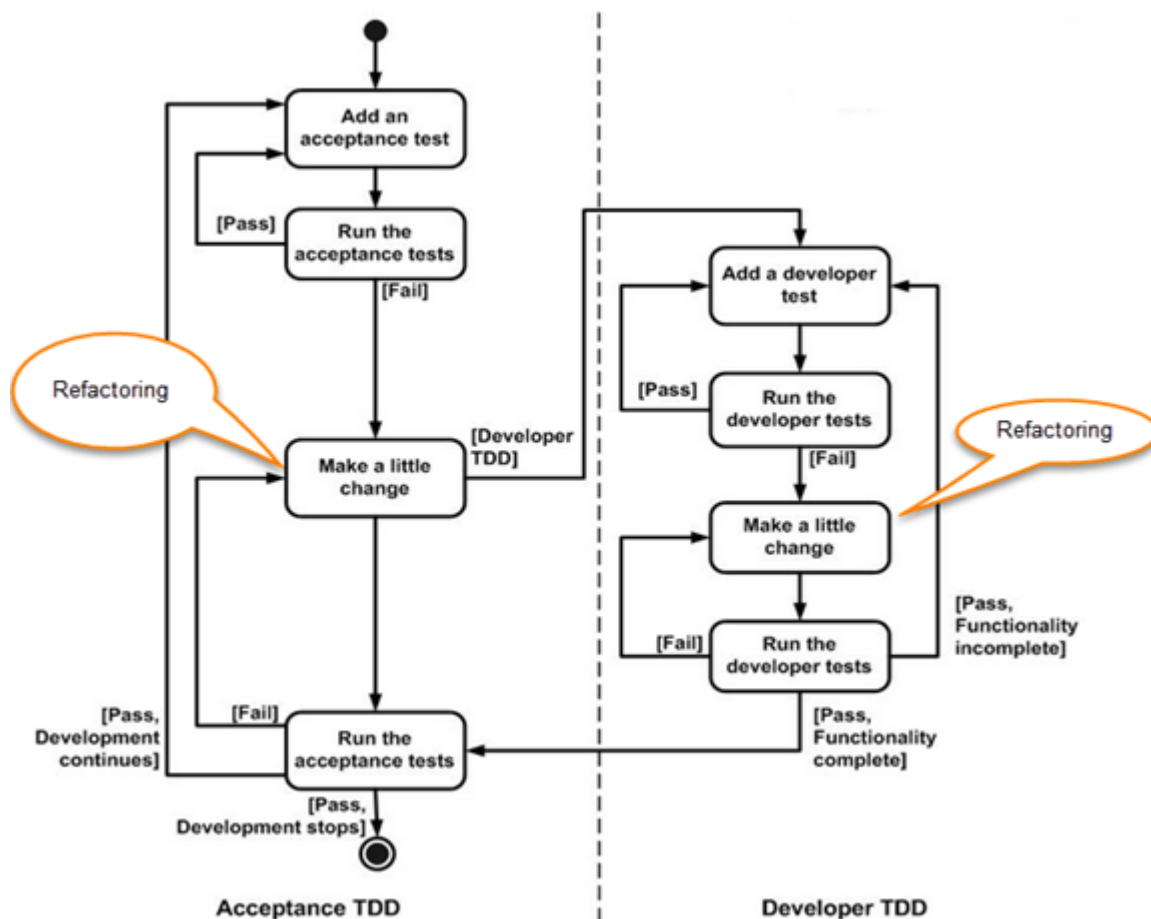 Add an
acceptance test
[Pass]
Run the
acceptance tests
[Fail]
Refactoring
Make a little
change
[Developer
TDD]
[Fail]
[Pass,
Development
continues]
Run the
acceptance tests
[Pass,
Development stops]
Acceptance TDD
Add a developer
test
[Pass]
Run the
developer tests
[Fail]
Refactoring
Make a little
change
[Fail]
Run the
developer tests
[Pass,
Functionality
incomplete]
[Pass,
Functionality
complete]
Developer TDD